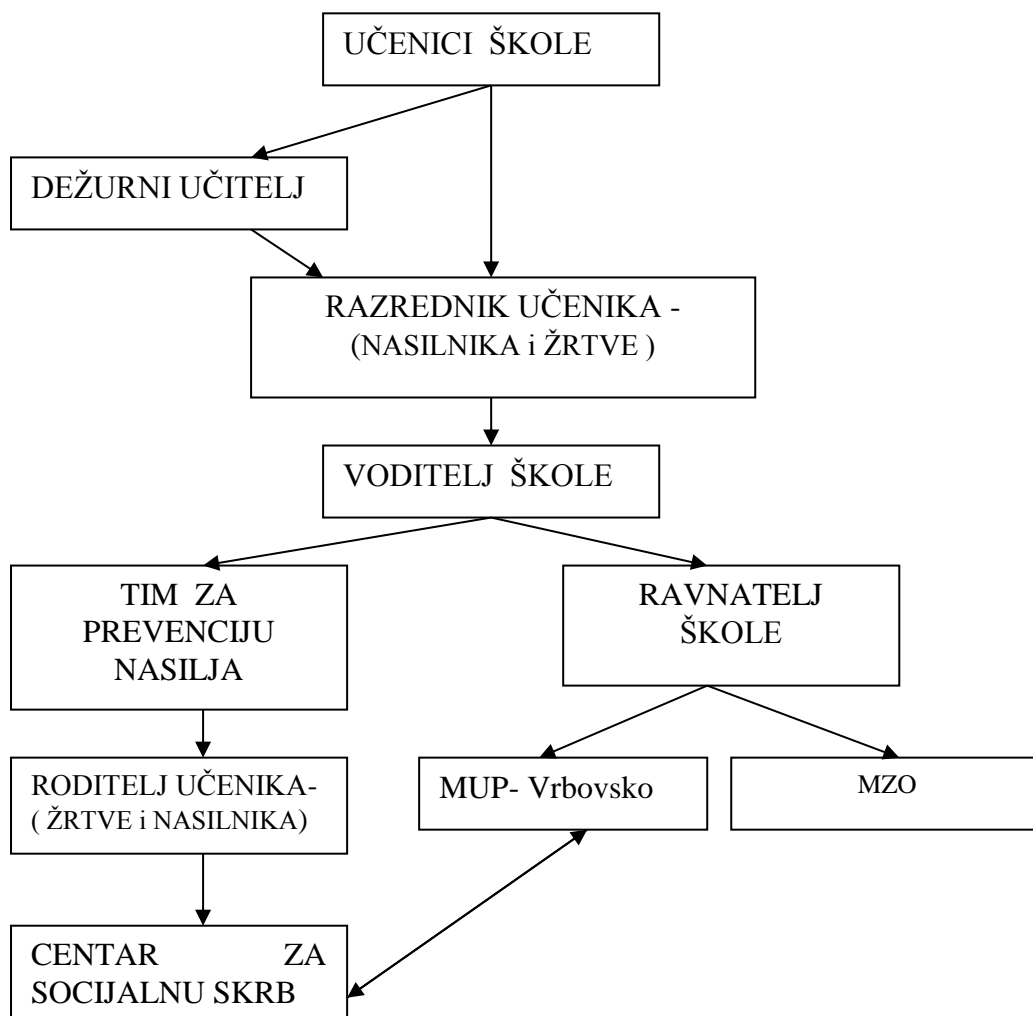 UČENICI ŠKOLE
DEŽURNI UČITELJ
RAZREDNIK UČENIKA -
(NASILNIKA i ŽRTVE )
VODITELJ ŠKOLE
TIM ZA
PREVENCIJU
NASILJA
RAVNATELJ
ŠKOLE
RODITELJ UČENIKA-
( ŽRTVE i NASILNIKA)
MUP- Vrbovsko
MZO
CENTAR ZA
SOCIJALNU SKRB